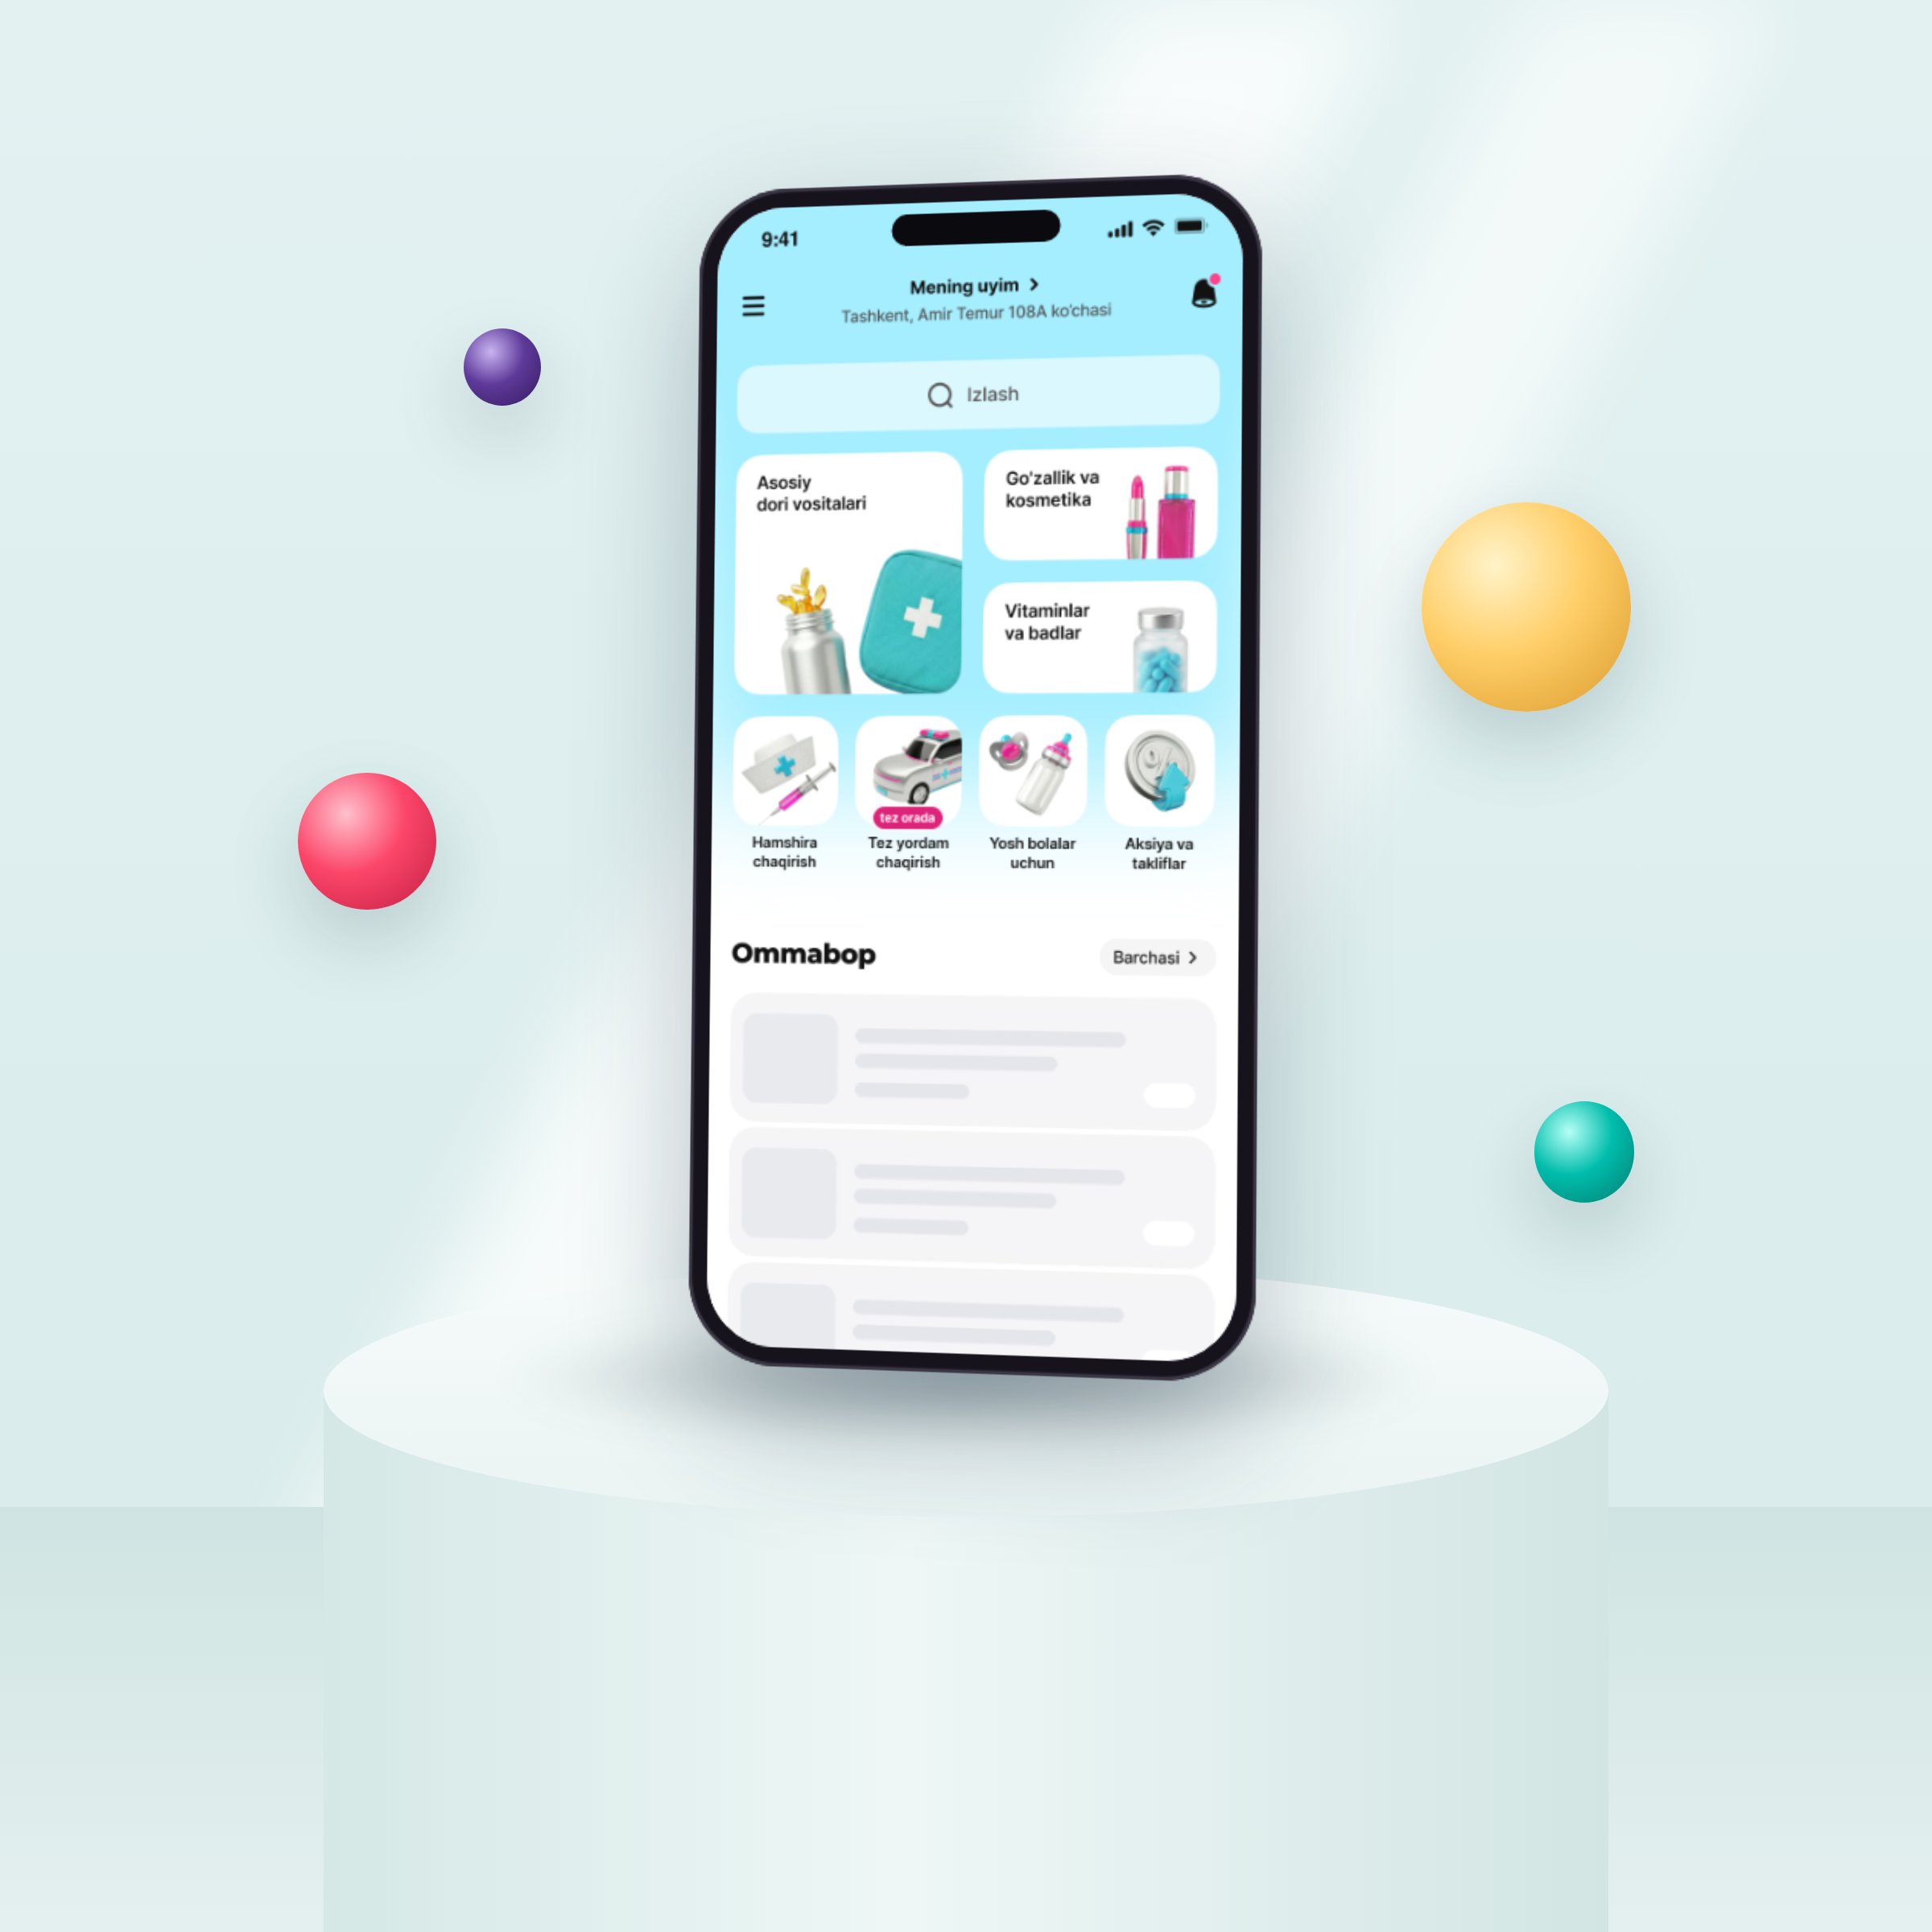 9:41
Mening uyim
Tashkent, Amir Temur 108A ko'chasi
Izlash
Asosiy
dori vositalari
Go'zallik va
kosmetika
Vitaminlar
va badlar
tez orada
Hamshira
chaqirish
Tez yordam
chaqirish
Yosh bolalar
uchun
Aksiya va
takliflar
Ommabop
Barchasi